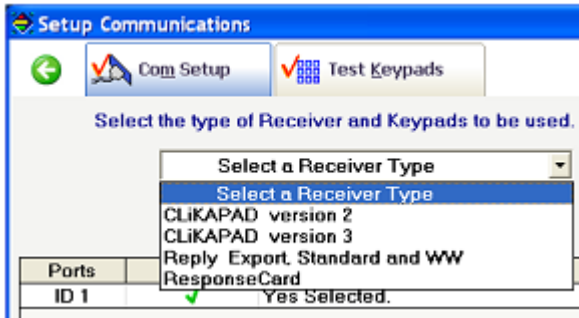 Setup Communications
Com Setup
Test Keypads
Select the type of Receiver and Keypads to be used.
Select a Receiver Type
Select a Receiver Type
CLiKAPAD version 2
CLiKAPAD version 3
Reply Export, Standard and WW
ResponseCard
Ports
ID 1 Yes Selected.